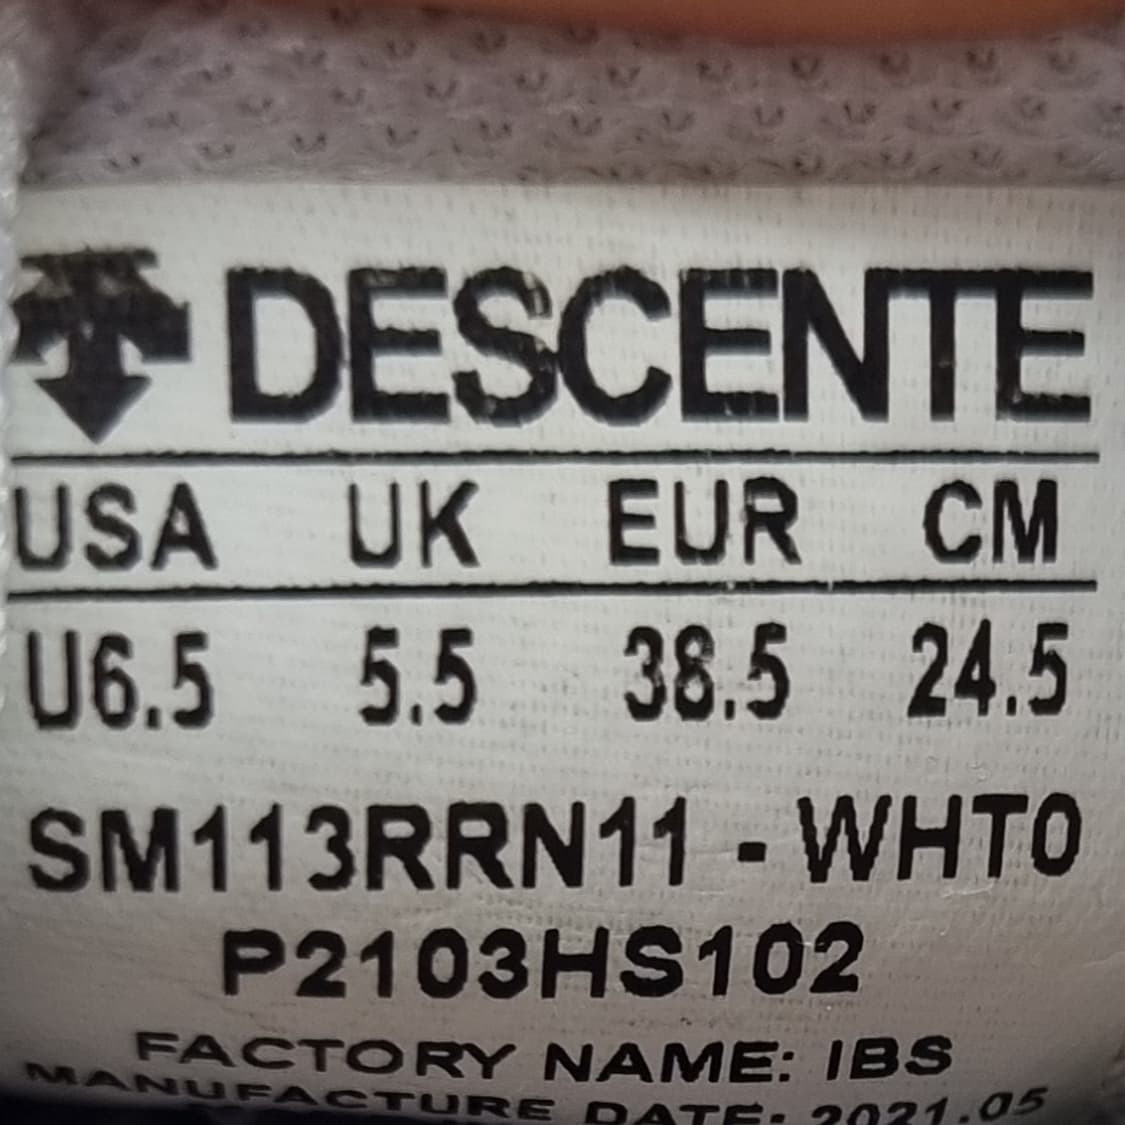 DESCENTE
USA UK EUR CM
U6.5 5.5 38.5 24.5
SM113RRN11 - WHT0
P2103HS102
FACTORY NAME: IBS
MANUFACTURE DATE: 2021.05